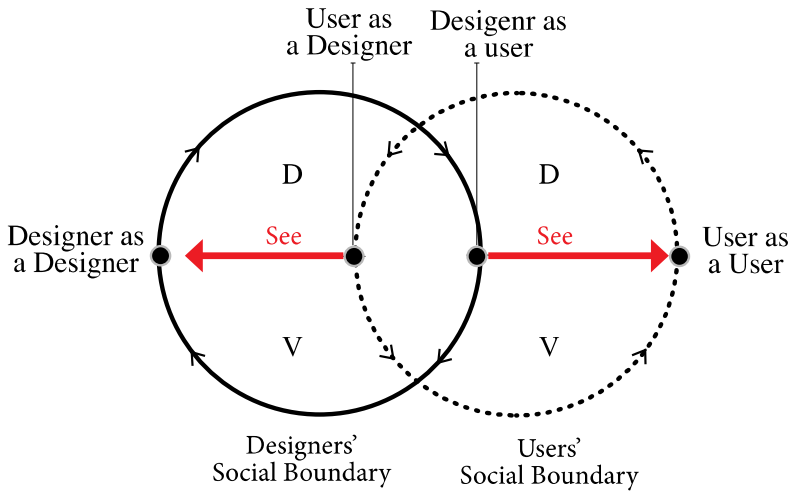 User as
a Designer
Desigenr as
a user
D
D
Designer as
a Designer
See
See
User as
a User
V
V
Designers’
Social Boundary
Users’
Social Boundary